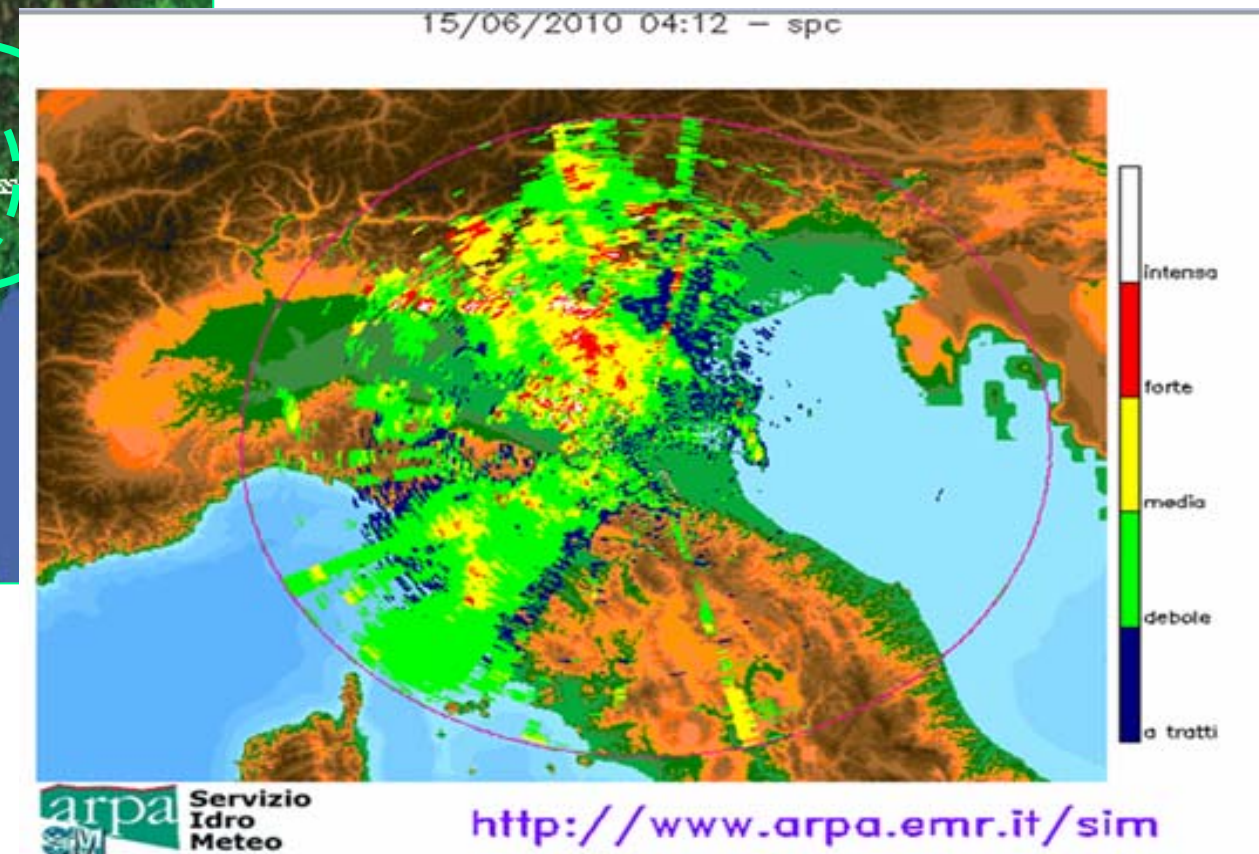 15/06/2010 04:12 — spc
intensa
forte
media
debole
a tratti
arpa
SIM
Servizio
Idro
Meteo
http://www.arpa.emr.it/sim